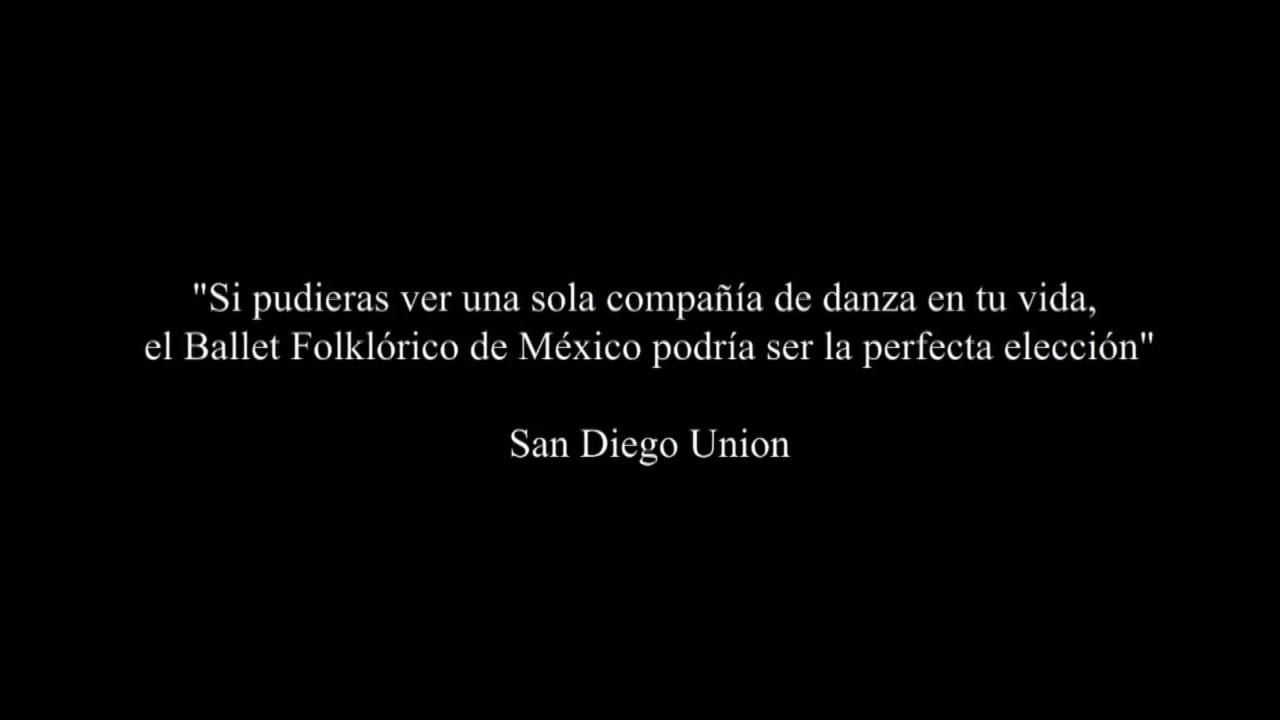 "Si pudieras ver una sola compañía de danza en tu vida,
el Ballet Folklórico de México podría ser la perfecta elección"
San Diego Union